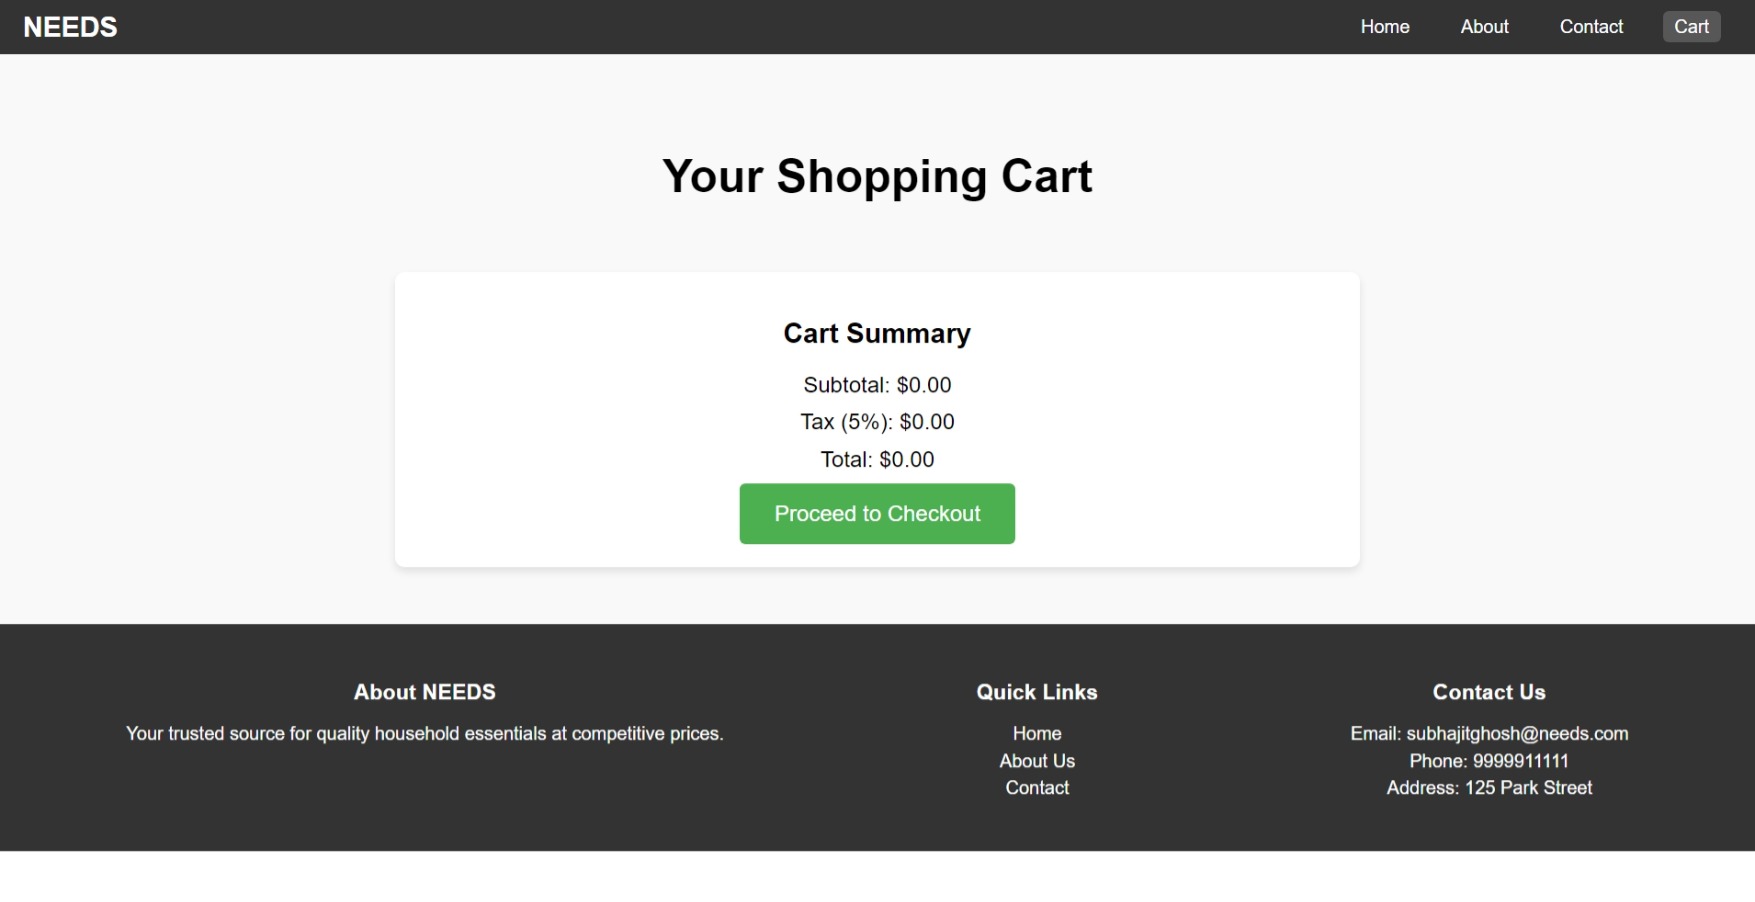 NEEDS
Home About Contact Cart
Your Shopping Cart
Cart Summary
Subtotal: $0.00
Tax (5%): $0.00
Total: $0.00
Proceed to Checkout
About NEEDS
Your trusted source for quality household essentials at competitive prices.
Quick Links
Home
About Us
Contact
Contact Us
Email: subhajitghosh@needs.com
Phone: 9999911111
Address: 125 Park Street